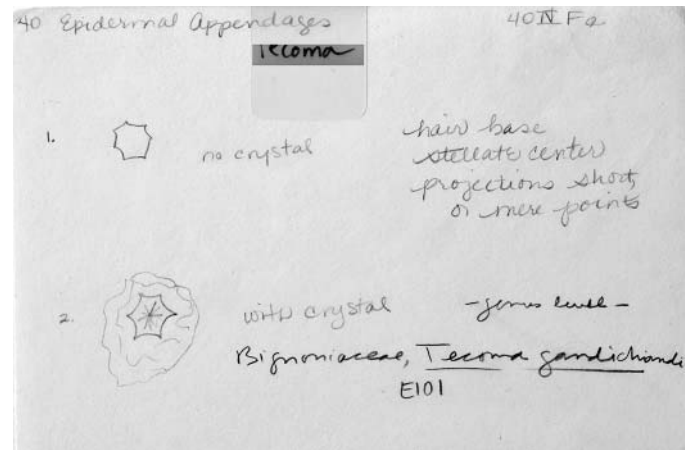 40 Epidermal Appendages 40 IV Fa
Tecoma
1. no crystal
hair base
stellate center
projections short,
or mere points
2. with crystal - genus level -
Bignoniaceae, Tecoma gaudichaudi
E101